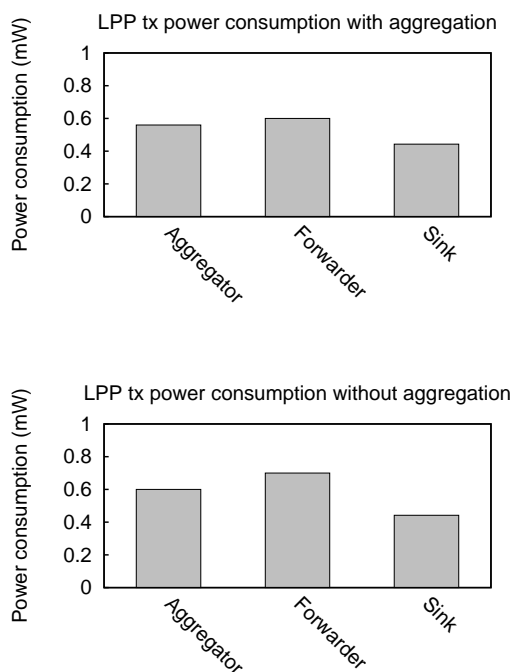 LPP tx power consumption with aggregation
Power consumption (mW)
1
0.8
0.6
0.4
0.2
0
Aggregator
Forwarder
Sink
LPP tx power consumption without aggregation
Power consumption (mW)
1
0.8
0.6
0.4
0.2
0
Aggregator
Forwarder
Sink